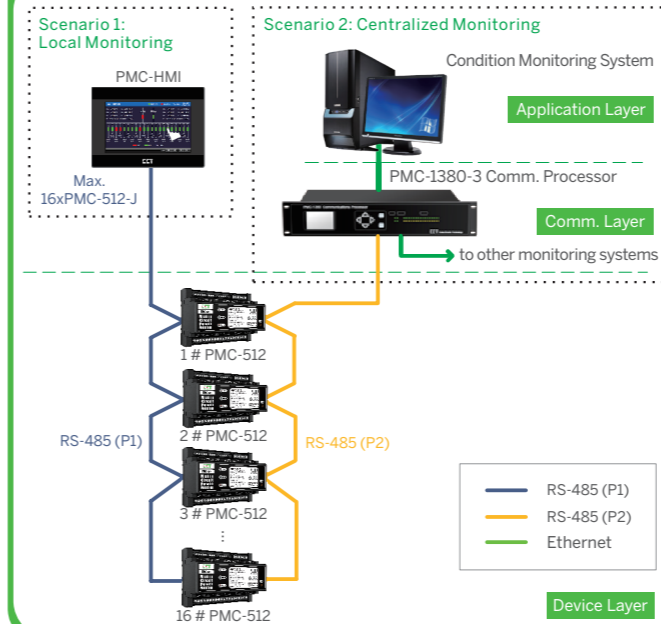 Scenario 1:
Local Monitoring
PMC-HMI
CET
Max.
16xPMC-512-J
Scenario 2: Centralized Monitoring
Condition Monitoring System
Application Layer
PMC-1380-3 Comm. Processor
Comm. Layer
to other monitoring systems
1 # PMC-512
2 # PMC-512
RS-485 (P1)
RS-485 (P2)
3 # PMC-512
⋮
16 # PMC-512
RS-485 (P1)
RS-485 (P2)
Ethernet
Device Layer